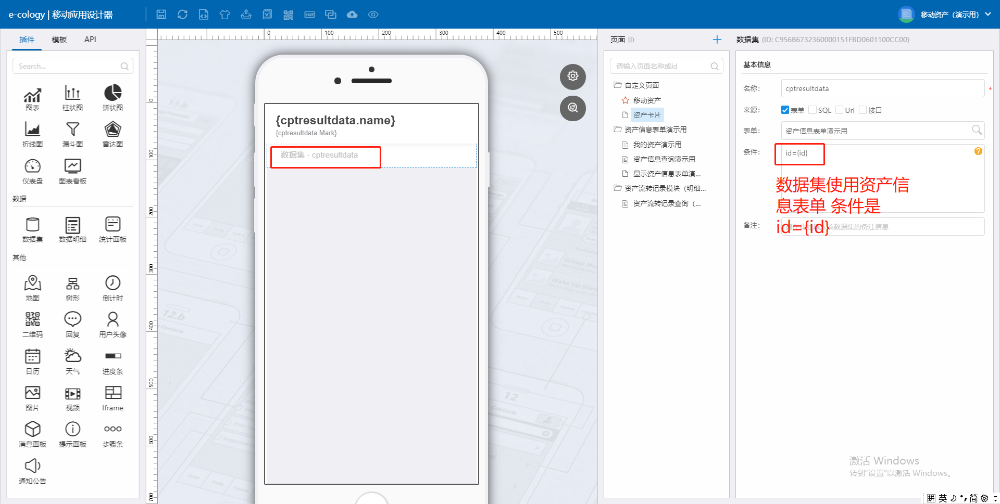 e-cology | 移动应用设计器
移动资产（演示用）
插件 模板 API
Search...
图表 柱状图 饼状图
折线图 漏斗图 雷达图
仪表盘 图表看板
数据
数据集 数据明细 统计面板
其他
地图 树形 倒计时
二维码 回复 用户头像
日历 天气 进度条
图片 视频 Iframe
消息面板 提示面板 步骤条
通知公告
0 100 200 300 400 500
0
100
200
300
400
500
600
700
{cptresultdata.name}
{cptresultdata.Mark}
数据集 - cptresultdata
页面 ID
请输入页面名称或id
自定义页面
移动资产
资产卡片
资产信息表单演示用
我的资产演示用
资产信息查询演示用
显示资产信息表单演...
资产流转记录模块（明细...
资产流转记录查询（...
数据集 (ID: C956B6732360000151FBD0601100CC00)
基本信息
名称： cptresultdata *
来源： 表单 SQL Url 接口
表单： 资产信息表单演示用
条件： id={id}
数据集使用资产信
息表单 条件是
id={id}
备注： 该数据集的备注信息
激活 Windows
转到"设置"以激活 Windows。
拼 英 简
12.b
Contacts
Group Me
Wake Up Star
12
Contacts